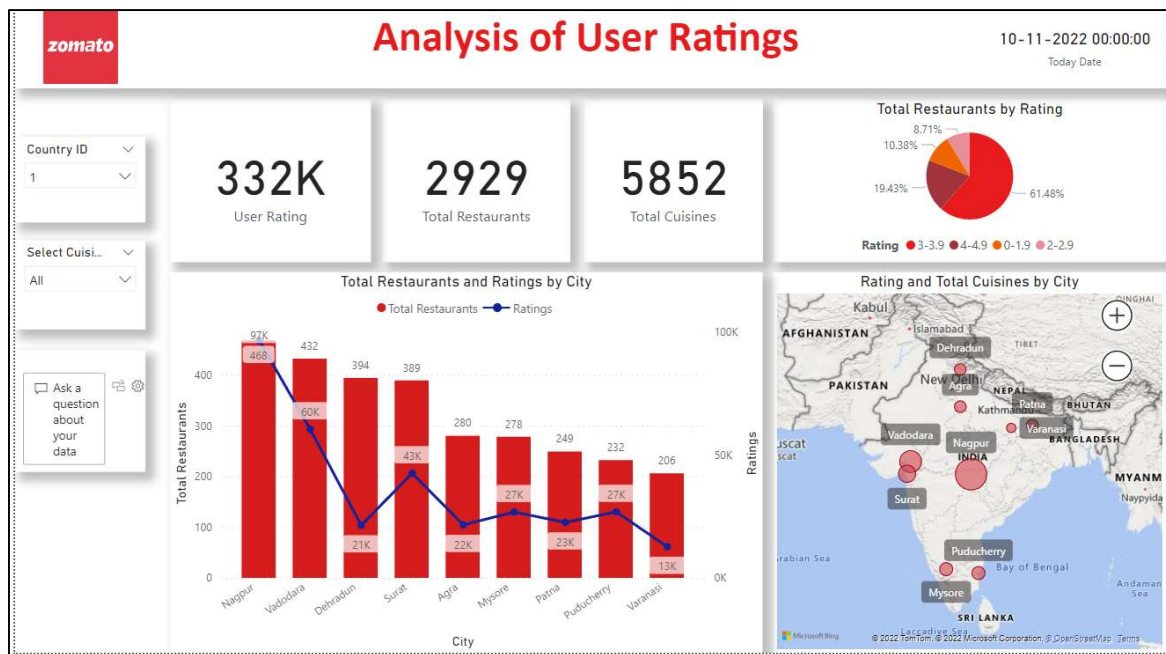 zomato
Analysis of User Ratings
10-11-2022 00:00:00
Today Date
Country ID
1
Select Cuisi...
All
Ask a
question
about
your
data
332K
User Rating
2929
Total Restaurants
5852
Total Cuisines
Total Restaurants by Rating
8.71%
10.38%
19.43%
61.48%
Rating 3-3.9 4-4.9 0-1.9 2-2.9
Total Restaurants and Ratings by City
Total Restaurants Ratings
Total Restaurants
400
300
200
100
0
97K
468
432
60K
394
21K
389
43K
280
22K
278
27K
249
23K
232
27K
206
13K
100K
50K
0K
Ratings
Nagpur
Vadodara
Dehradun
Surat
Agra
Mysore
Patna
Puducherry
Varanasi
City
Rating and Total Cuisines by City
Kabul
QINGHAI
AFGHANISTAN
Islamabad
TIBET
Dehradun
PAKISTAN
New Delhi
Agra
NEPAL
Kathmandu
Patna
BHUTAN
Varanasi
BANGLADESH
Vadodara
Nagpur
INDIA
uscat
scat
MYANM
Naypyida
Surat
rabian Sea
Puducherry
Bay of Bengal
Mysore
Andaman
Sea
SRI LANKA
Laccadive Sea
Microsoft Bing
© 2022 TomTom, © 2022 Microsoft Corporation, © OpenStreetMap Terms